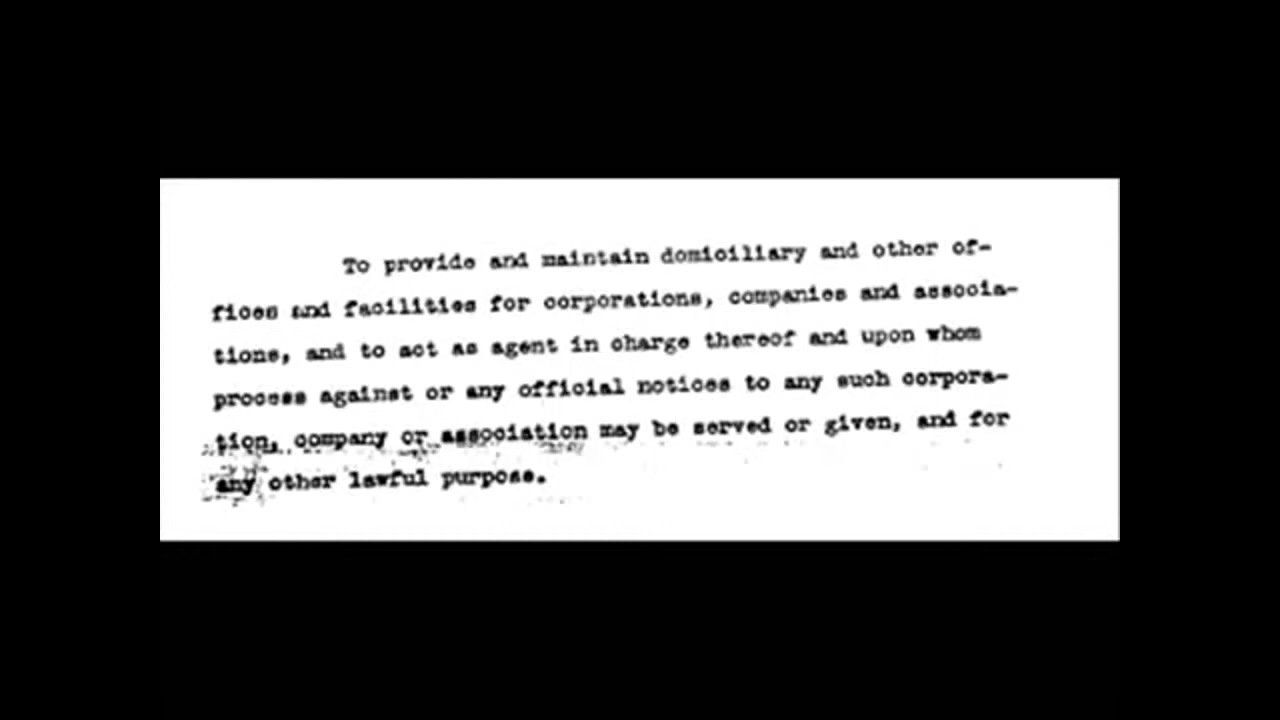 To provide and maintain domiciliary and other of-
fices and facilities for corporations, companies and associa-
tions, and to act as agent in charge thereof and upon whom
process against or any official notices to any such corpora-
tion, company or association may be served or given, and for
any other lawful purpose.